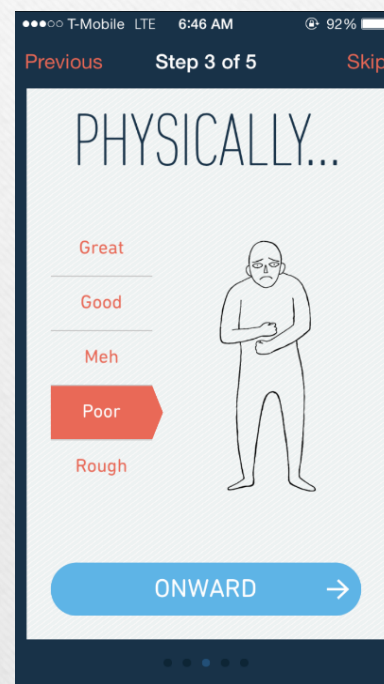 T-Mobile LTE 6:46 AM 92%
Previous Step 3 of 5 Skip
PHYSICALLY...
Great
Good
Meh
Poor
Rough
ONWARD